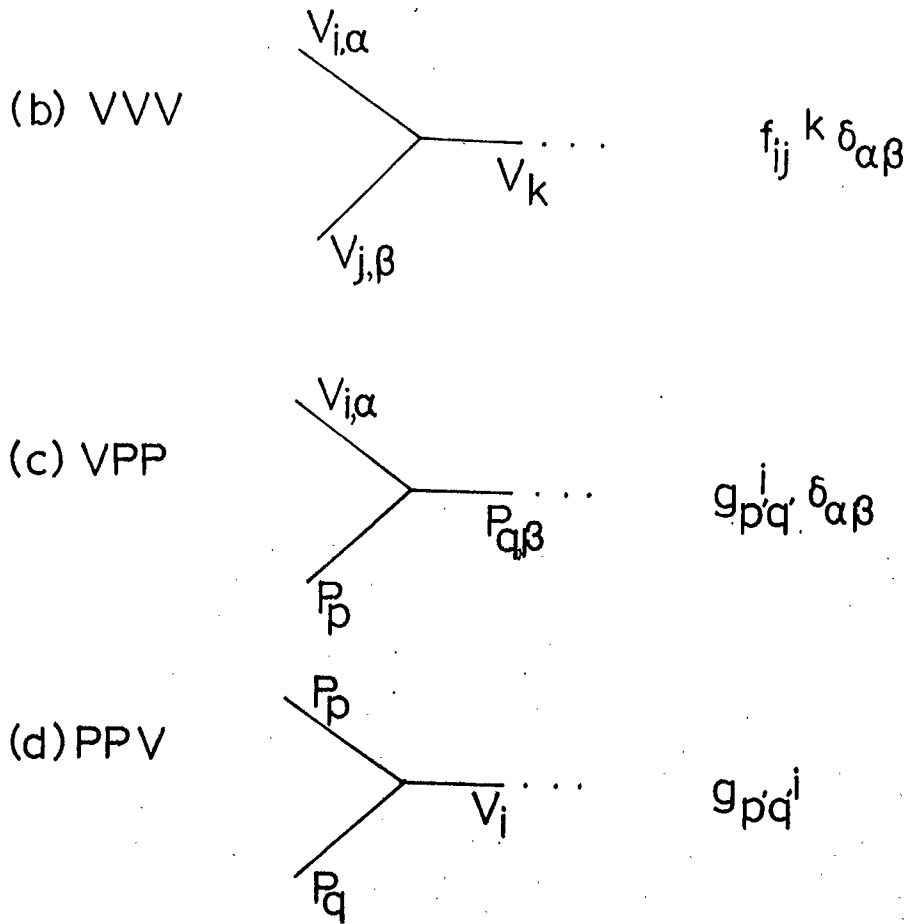 V_{i,α}
(b) VVV
V_k . . .
f_{ij}^k δ_{αβ}
V_{j,β}
V_{i,α}
(c) VPP
P_{q,β} . . .
g_{p'q'}^i δ_{αβ}
P_p
P_p
(d) PPV
V_i . . .
g_{p'q'}^i
P_q